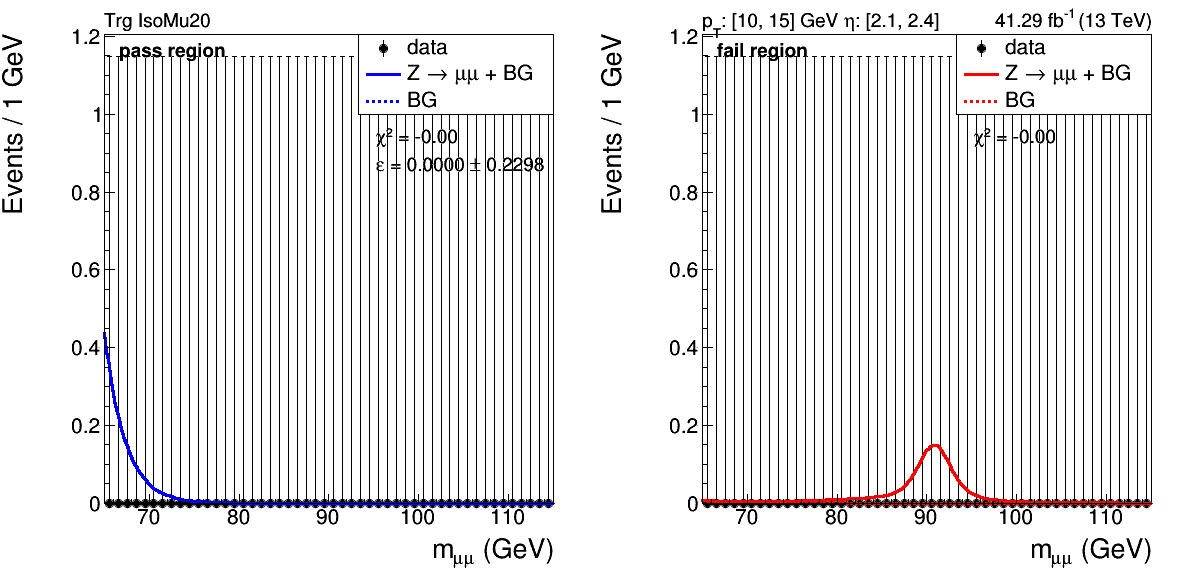 Trg IsoMu20
pass region
data
Z → μμ + BG
BG
χ² = -0.00
ε = 0.0000 ± 0.2298
Events / 1 GeV
1.2
1
0.8
0.6
0.4
0.2
0
70 80 90 100 110
mμμ (GeV)
pT: [10, 15] GeV η: [2.1, 2.4] 41.29 fb-1 (13 TeV)
fail region
data
Z → μμ + BG
BG
χ² = -0.00
Events / 1 GeV
1.2
1
0.8
0.6
0.4
0.2
0
70 80 90 100 110
mμμ (GeV)